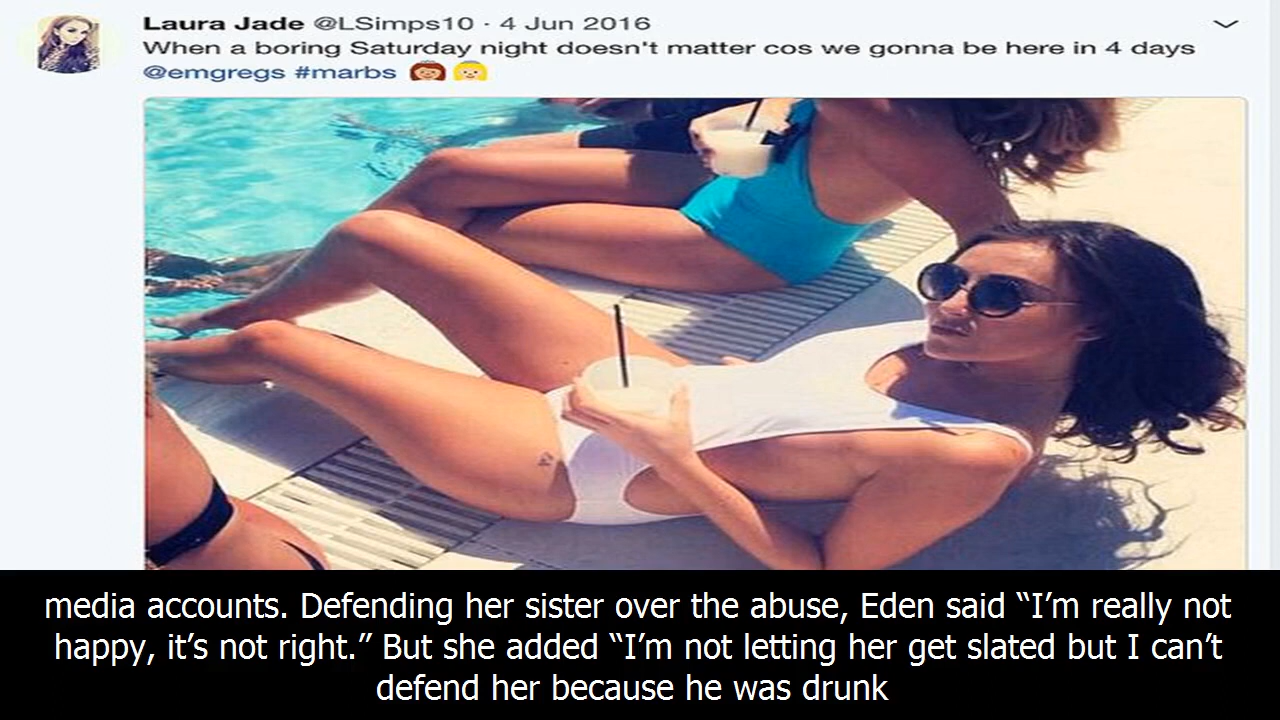 Laura Jade @LSimps10 · 4 Jun 2016
When a boring Saturday night doesn't matter cos we gonna be here in 4 days
@emgregs #marbs 👸🏽👸🏼
media accounts. Defending her sister over the abuse, Eden said “I’m really not
happy, it’s not right.” But she added “I’m not letting her get slated but I can’t
defend her because he was drunk